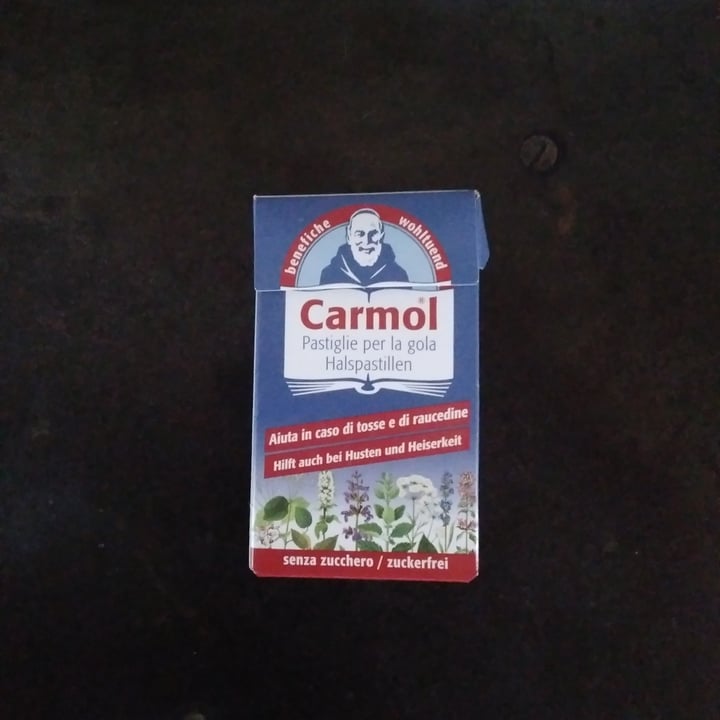 benefiche wohltuend
Carmol®
Pastiglie per la gola
Halspastillen
Aiuta in caso di tosse e di raucedine
Hilft auch bei Husten und Heiserkeit
senza zucchero / zuckerfrei